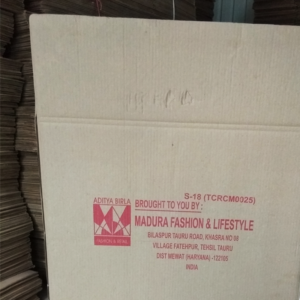 S-18 (TCRCM0025)
ADITYA BIRLA
BROUGHT TO YOU BY :
MADURA FASHION & LIFESTYLE
BILASPUR TAURU ROAD, KHASRA NO 98
VILLAGE FATEHPUR, TEHSIL TAURU
DIST MEWAT (HARYANA) -122105
INDIA